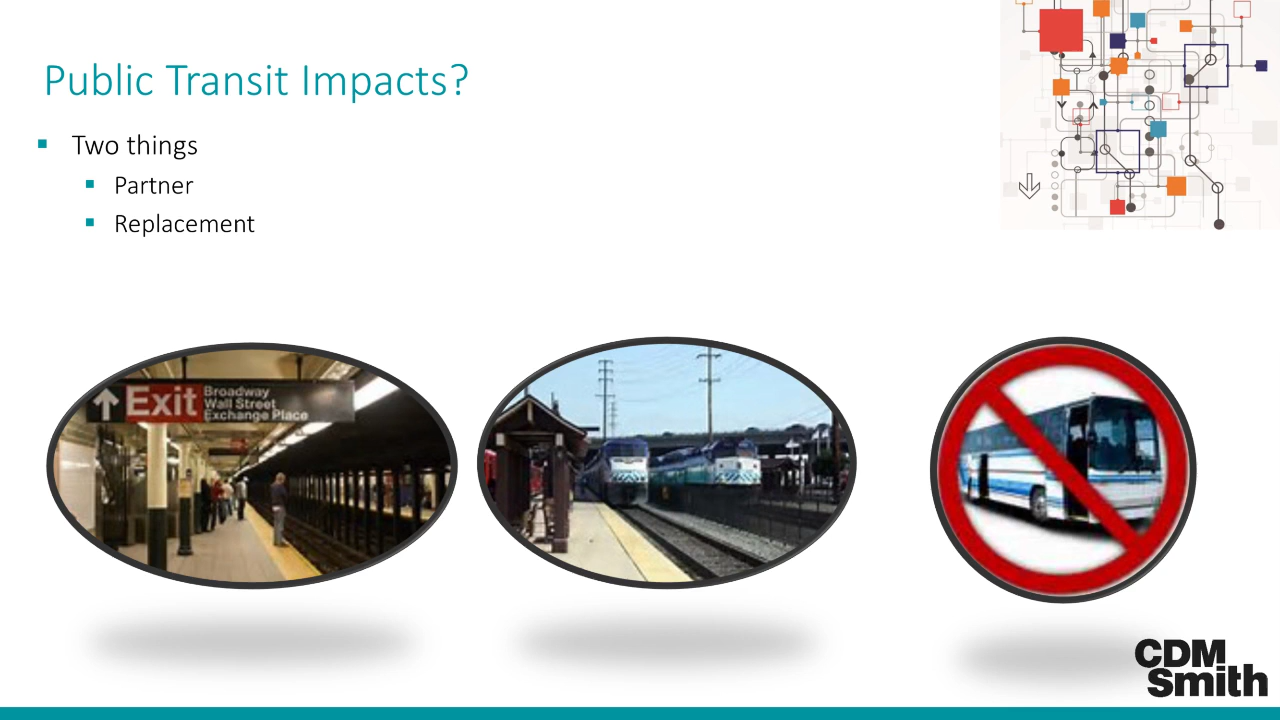 Public Transit Impacts?
Two things
Partner
Replacement
Exit
Broadway
Wall Street
Exchange Place
CDM
Smith